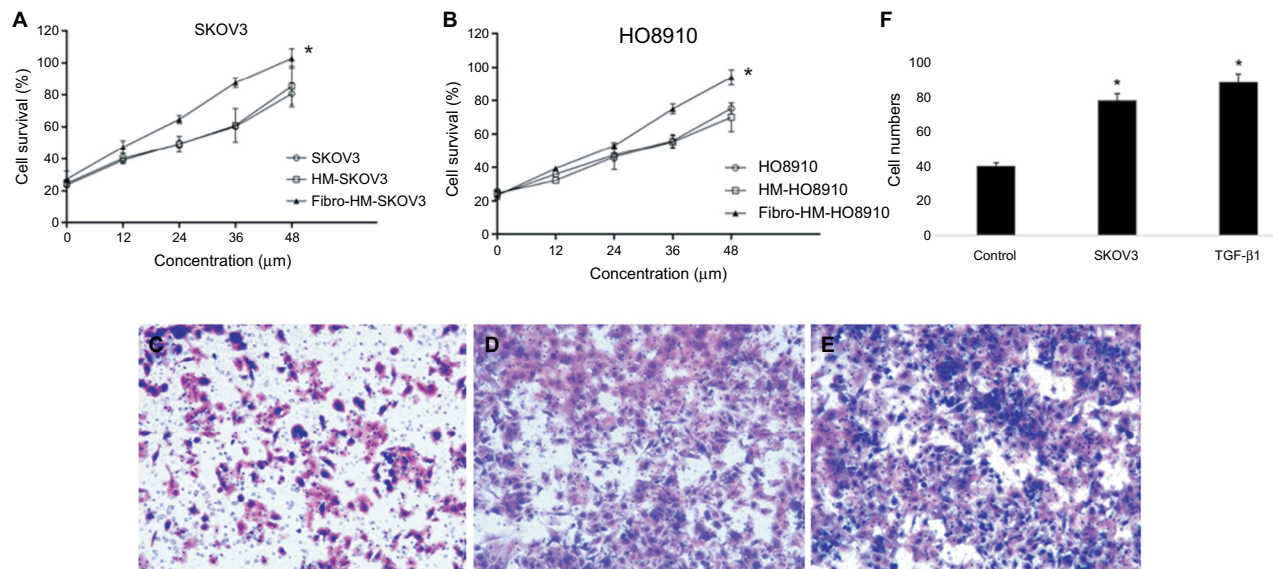 A
SKOV3
Cell survival (%)
120
100
80
60
40
20
0
0 12 24 36 48
Concentration (μm)
*
SKOV3
HM-SKOV3
Fibro-HM-SKOV3
B
HO8910
Cell survival (%)
120
100
80
60
40
20
0
0 12 24 36 48
Concentration (μm)
*
HO8910
HM-HO8910
Fibro-HM-HO8910
F
Cell numbers
100
80
60
40
20
0
* *
Control SKOV3 TGF-β1
C
D
E